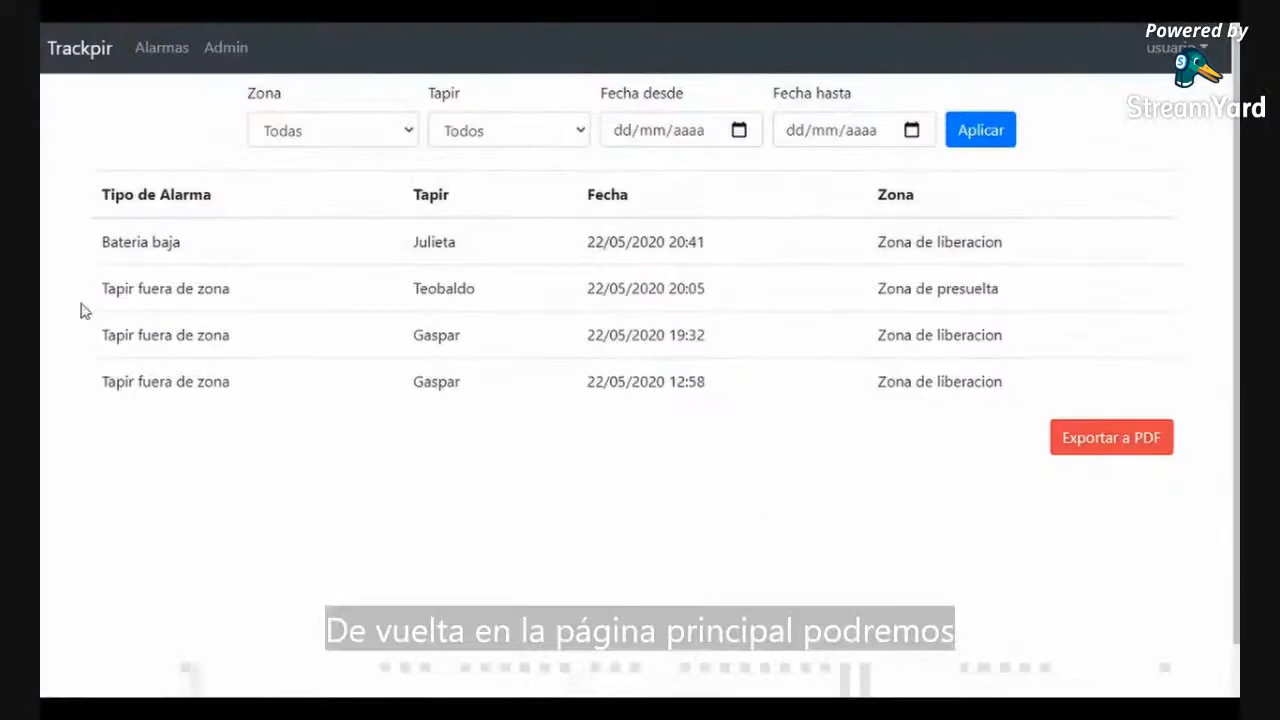 Powered by
StreamYard
Trackpir Alarmas Admin usuario
Zona Tapir Fecha desde Fecha hasta
Todas Todos dd/mm/aaaa dd/mm/aaaa Aplicar
Tipo de Alarma Tapir Fecha Zona
Bateria baja Julieta 22/05/2020 20:41 Zona de liberacion
Tapir fuera de zona Teobaldo 22/05/2020 20:05 Zona de presuelta
Tapir fuera de zona Gaspar 22/05/2020 19:32 Zona de liberacion
Tapir fuera de zona Gaspar 22/05/2020 12:58 Zona de liberacion
Exportar a PDF
De vuelta en la página principal podremos